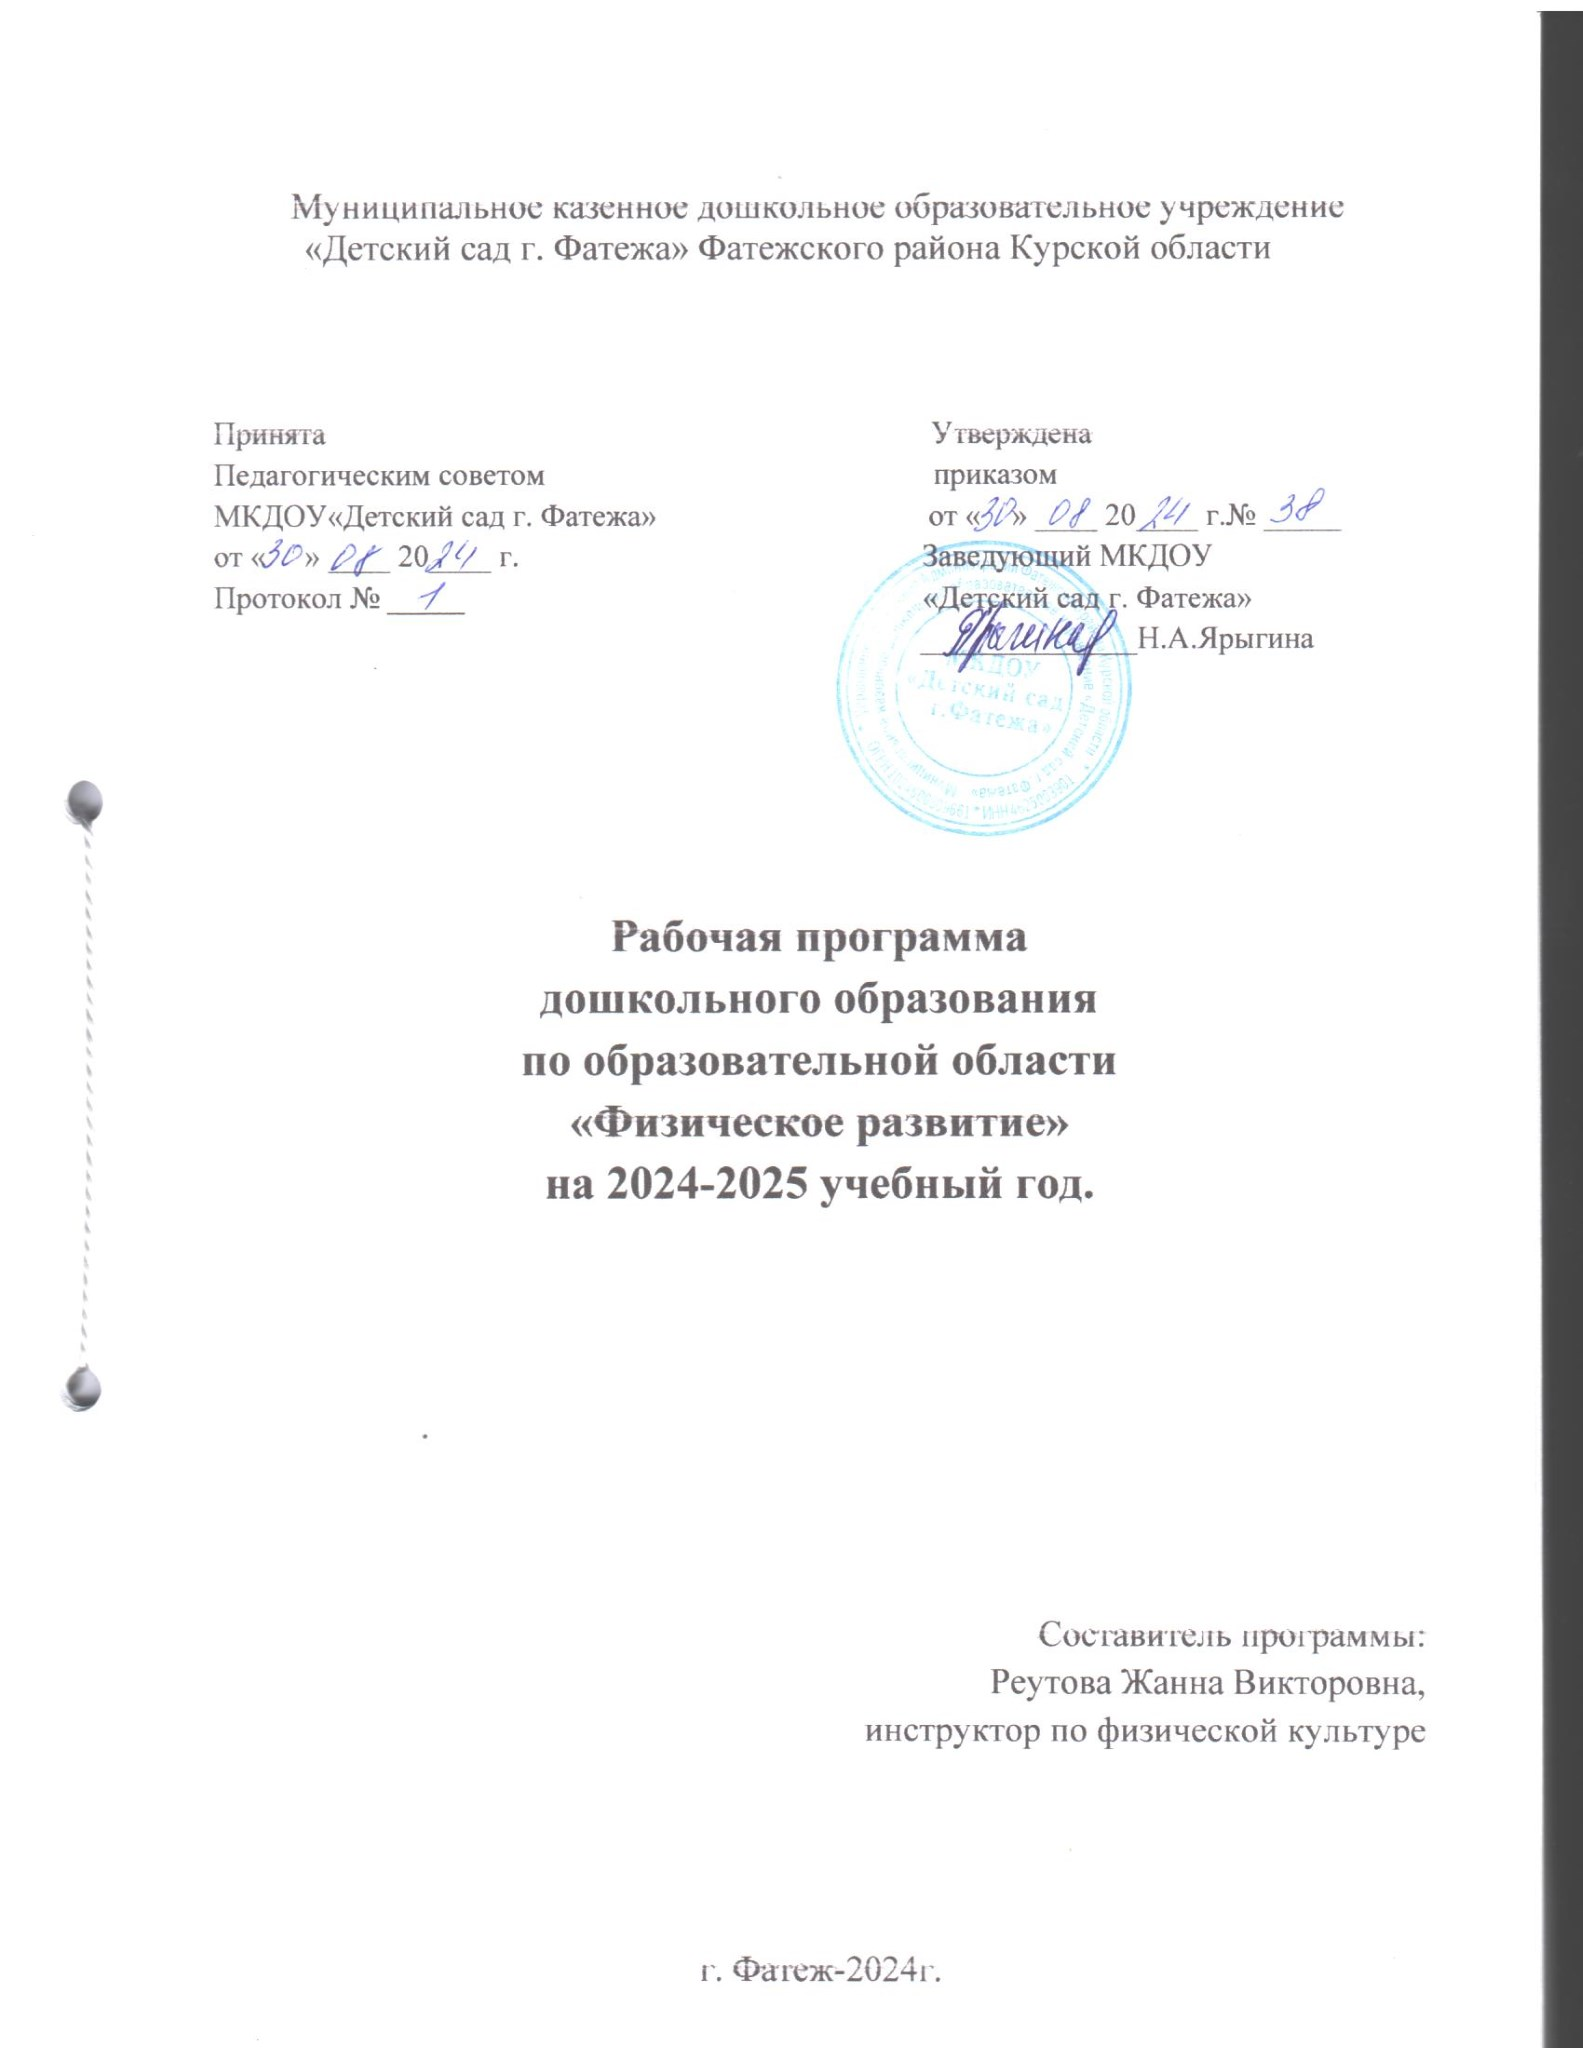 Муниципальное казенное дошкольное образовательное учреждение
«Детский сад г. Фатежа» Фатежского района Курской области
Принята
Педагогическим советом
МКДОУ«Детский сад г. Фатежа»
от «30» 08 2024 г.
Протокол № 1
Утверждена
приказом
от «30» 08 2024 г.№ 38
Заведующий МКДОУ
«Детский сад г. Фатежа»
Н.А.Ярыгина
МКДОУ
«Детский сад
г.Фатежа»
Рабочая программа
дошкольного образования
по образовательной области
«Физическое развитие»
на 2024-2025 учебный год.
Составитель программы:
Реутова Жанна Викторовна,
инструктор по физической культуре
г. Фатеж-2024г.